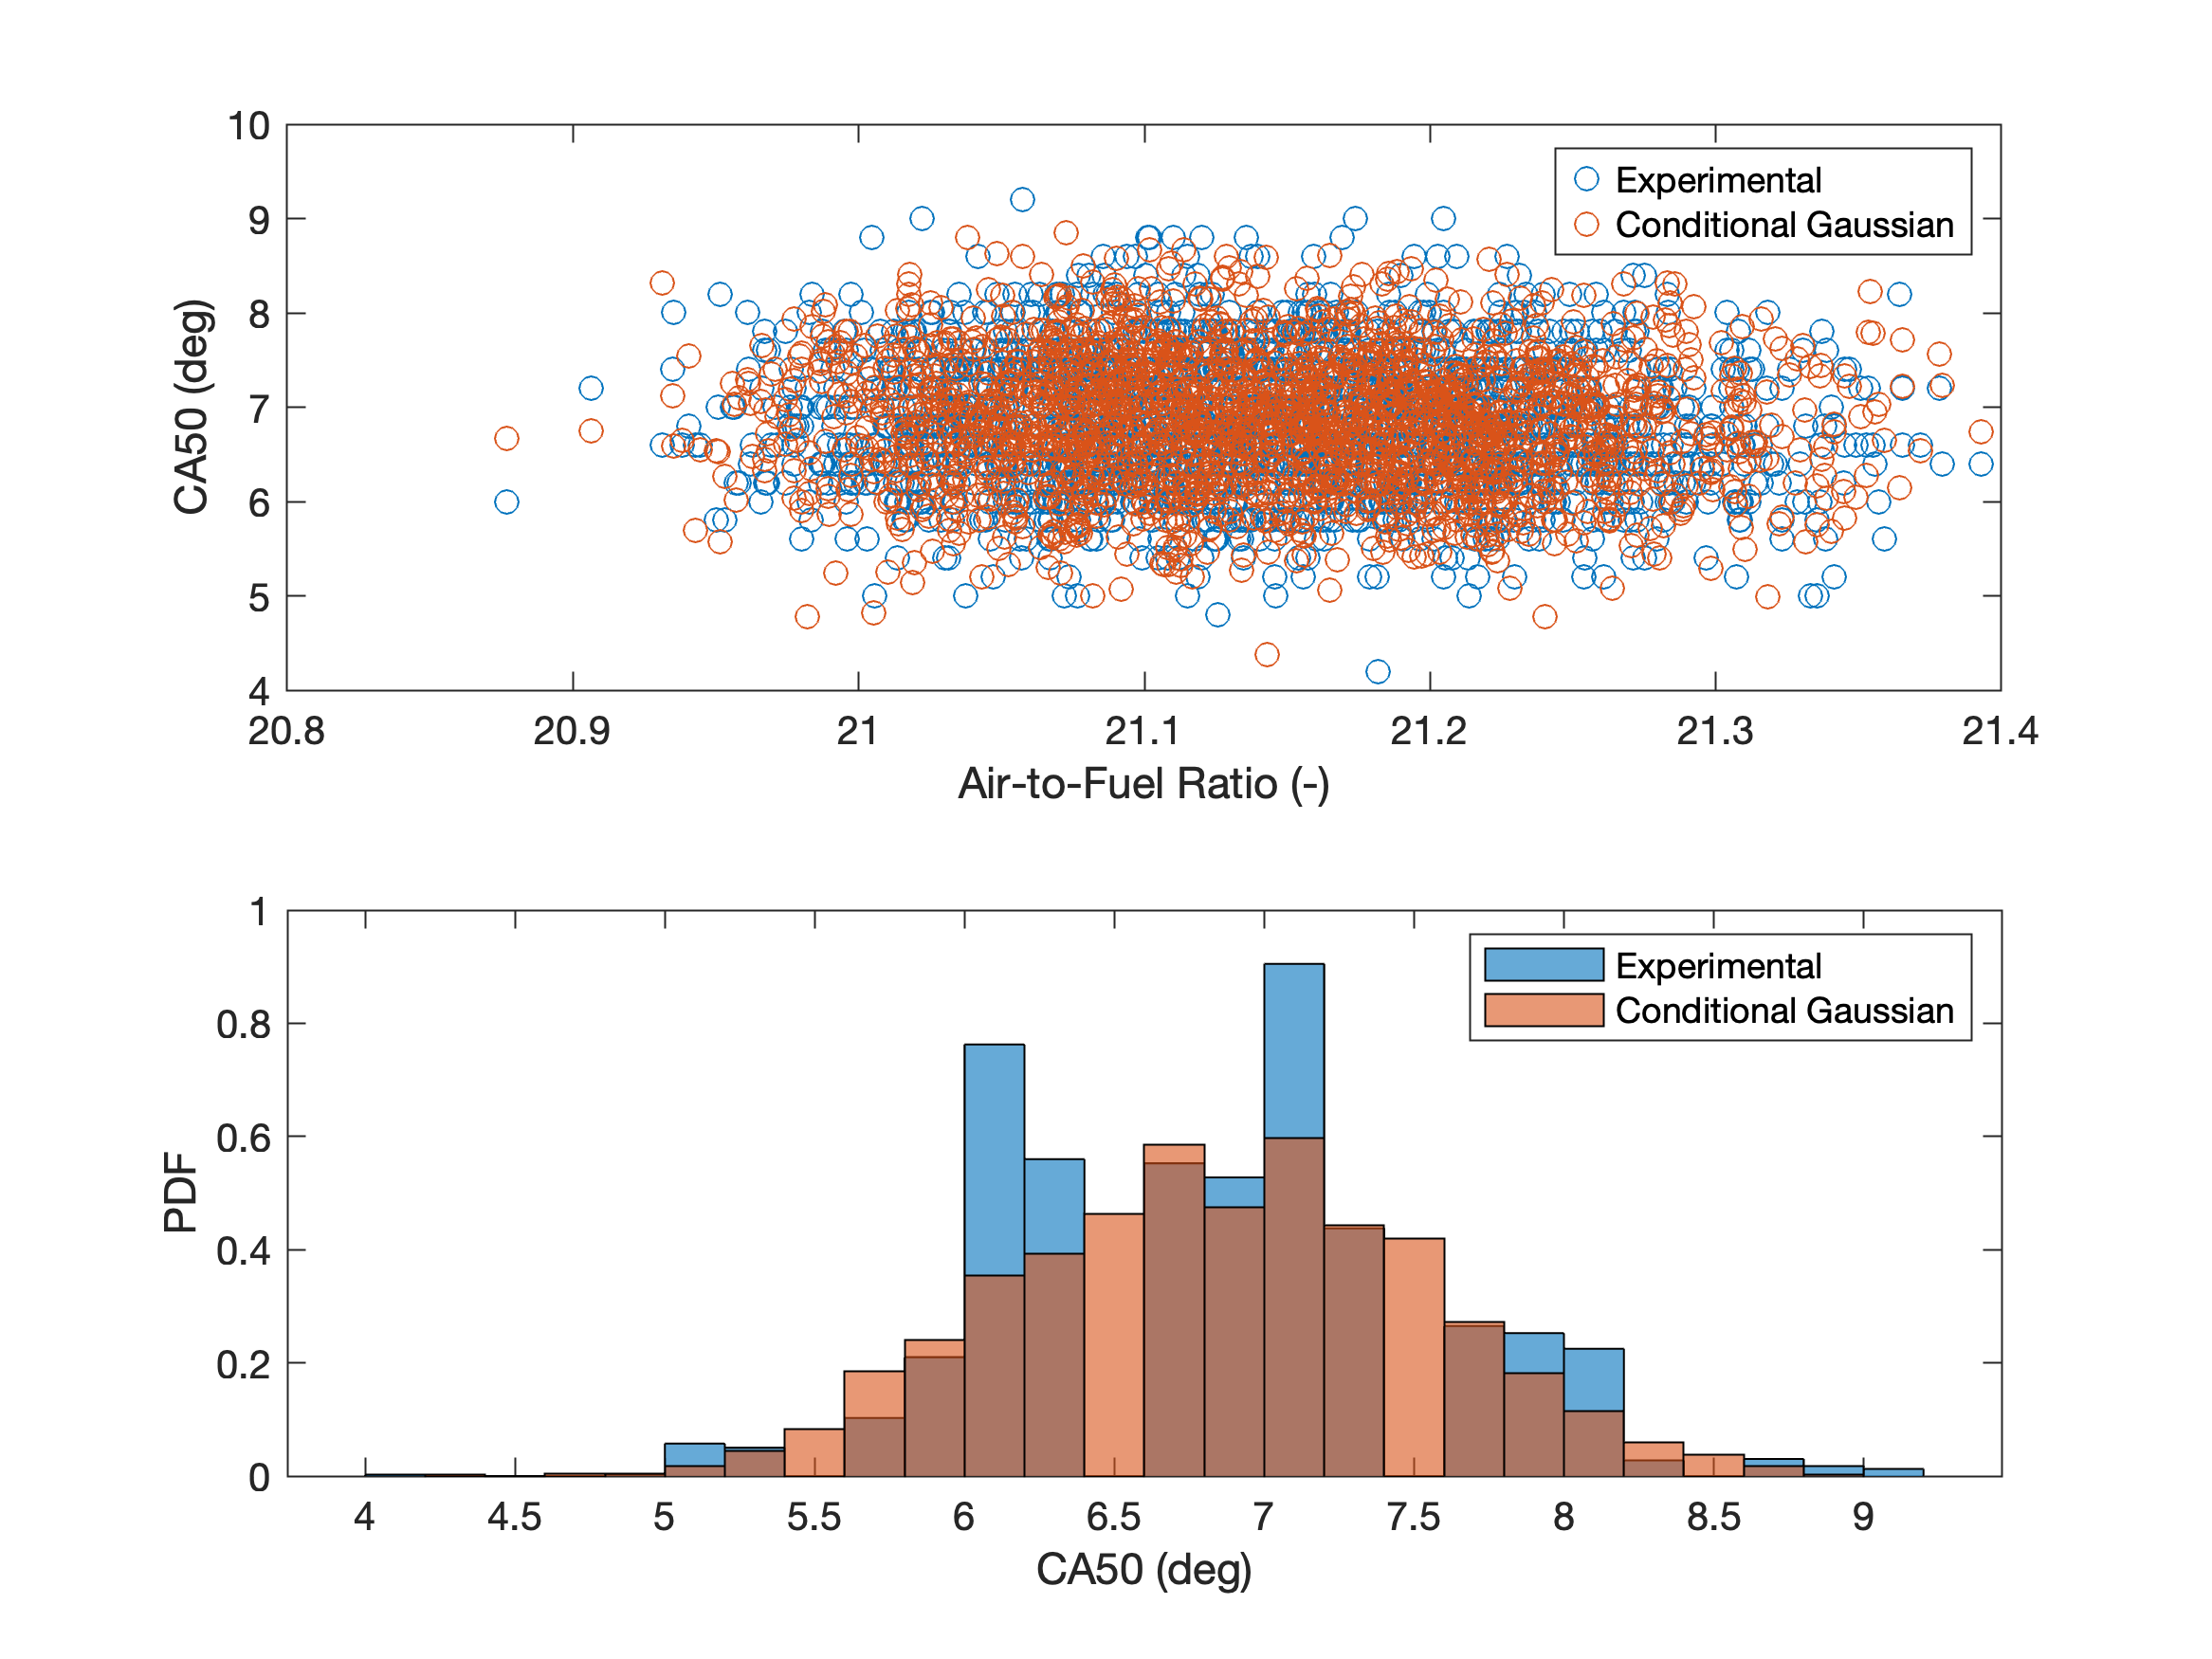 10
9
8
7
6
5
4
CA50 (deg)
Experimental
Conditional Gaussian
20.8 20.9 21 21.1 21.2 21.3 21.4
Air-to-Fuel Ratio (-)
1
0.8
0.6
0.4
0.2
0
PDF
Experimental
Conditional Gaussian
4 4.5 5 5.5 6 6.5 7 7.5 8 8.5 9
CA50 (deg)